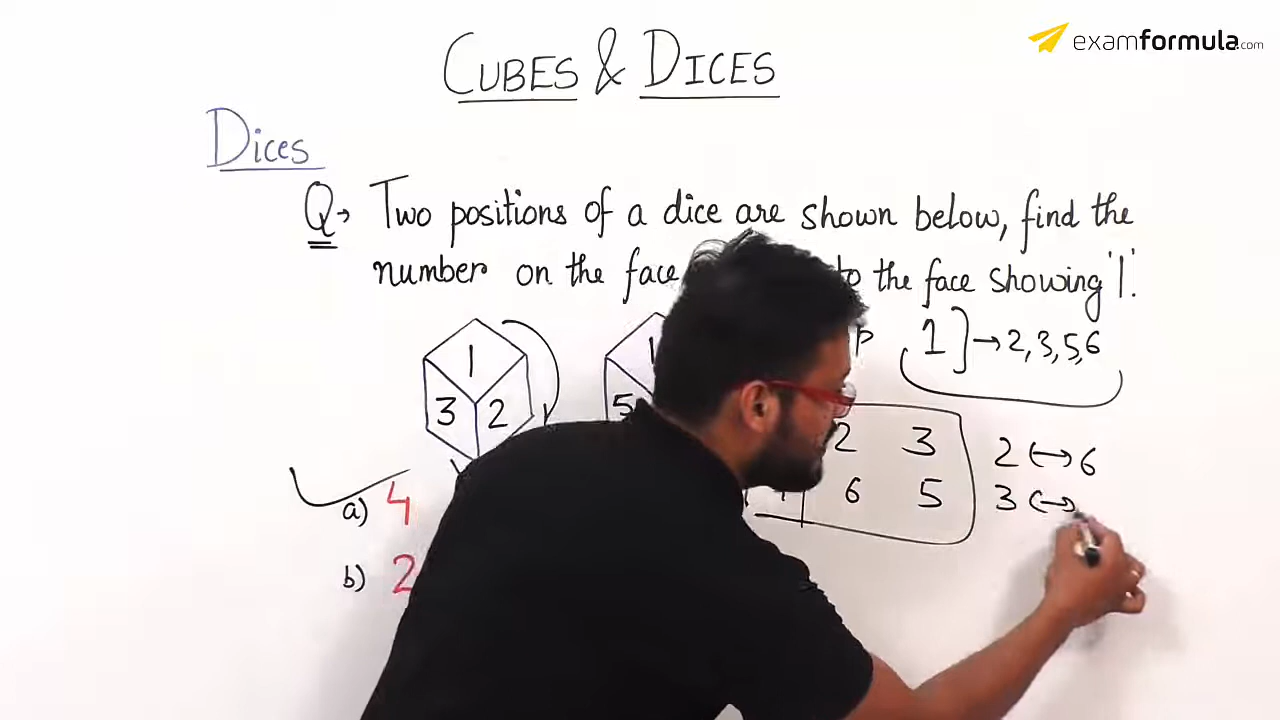 examformula.com
CUBES & DICES
Dices
Q→ Two positions of a dice are shown below, find the
number on the face to the face showing '1'.
1
3 2
1
5
1 ] → 2, 3, 5, 6
2 3
6 5
2 ↔ 6
3 ↔
a) 4
b) 2